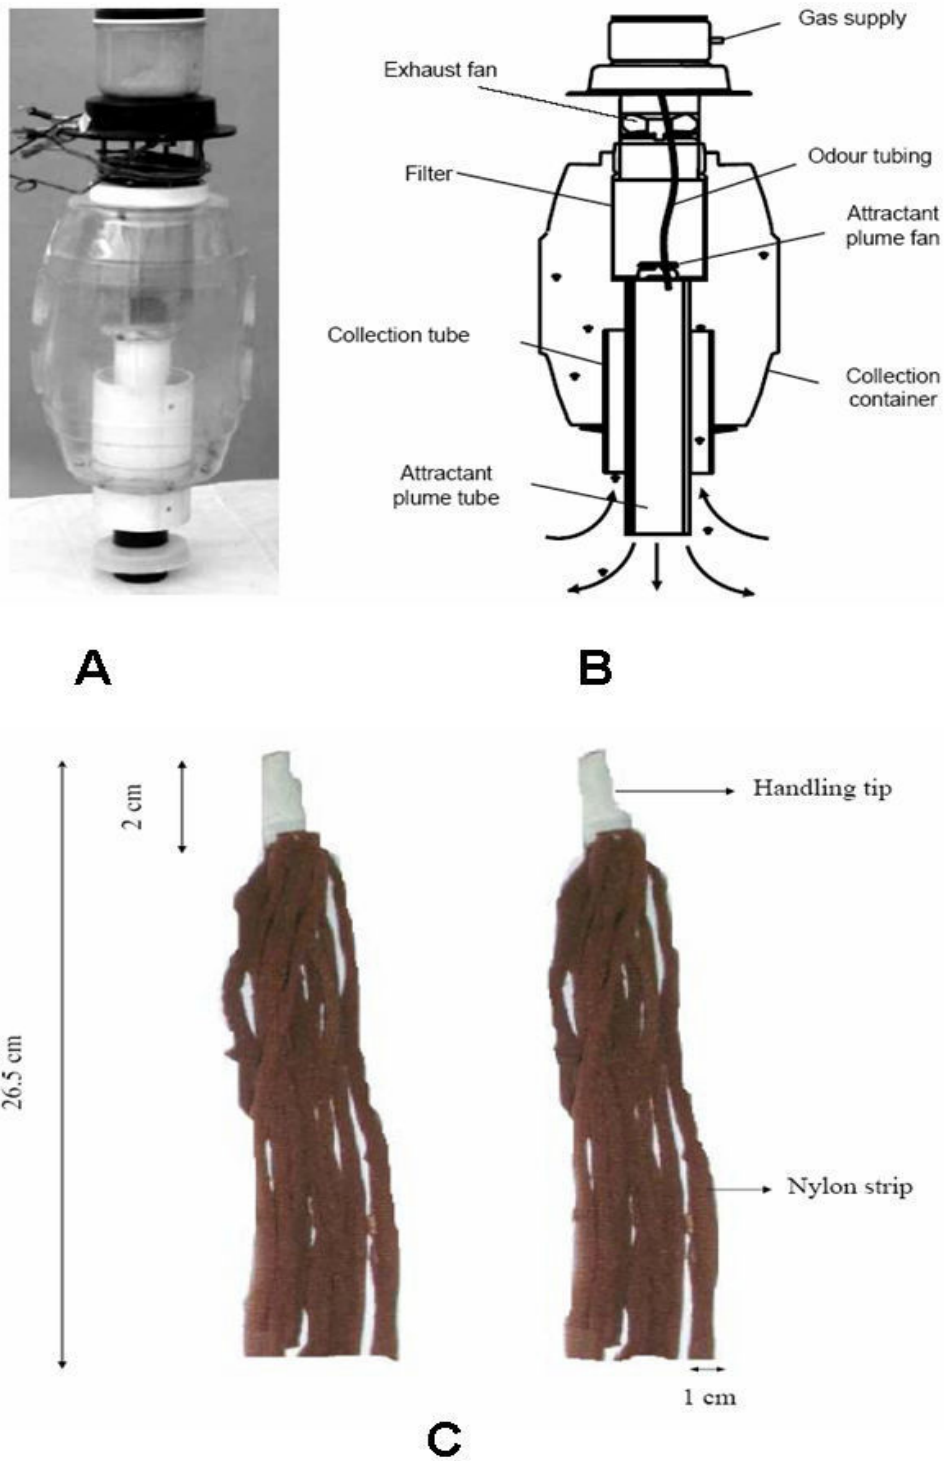 Gas supply
Exhaust fan
Odour tubing
Filter
Attractant
plume fan
Collection tube
Collection
container
Attractant
plume tube
A
B
2 cm
Handling tip
26.5 cm
Nylon strip
1 cm
C